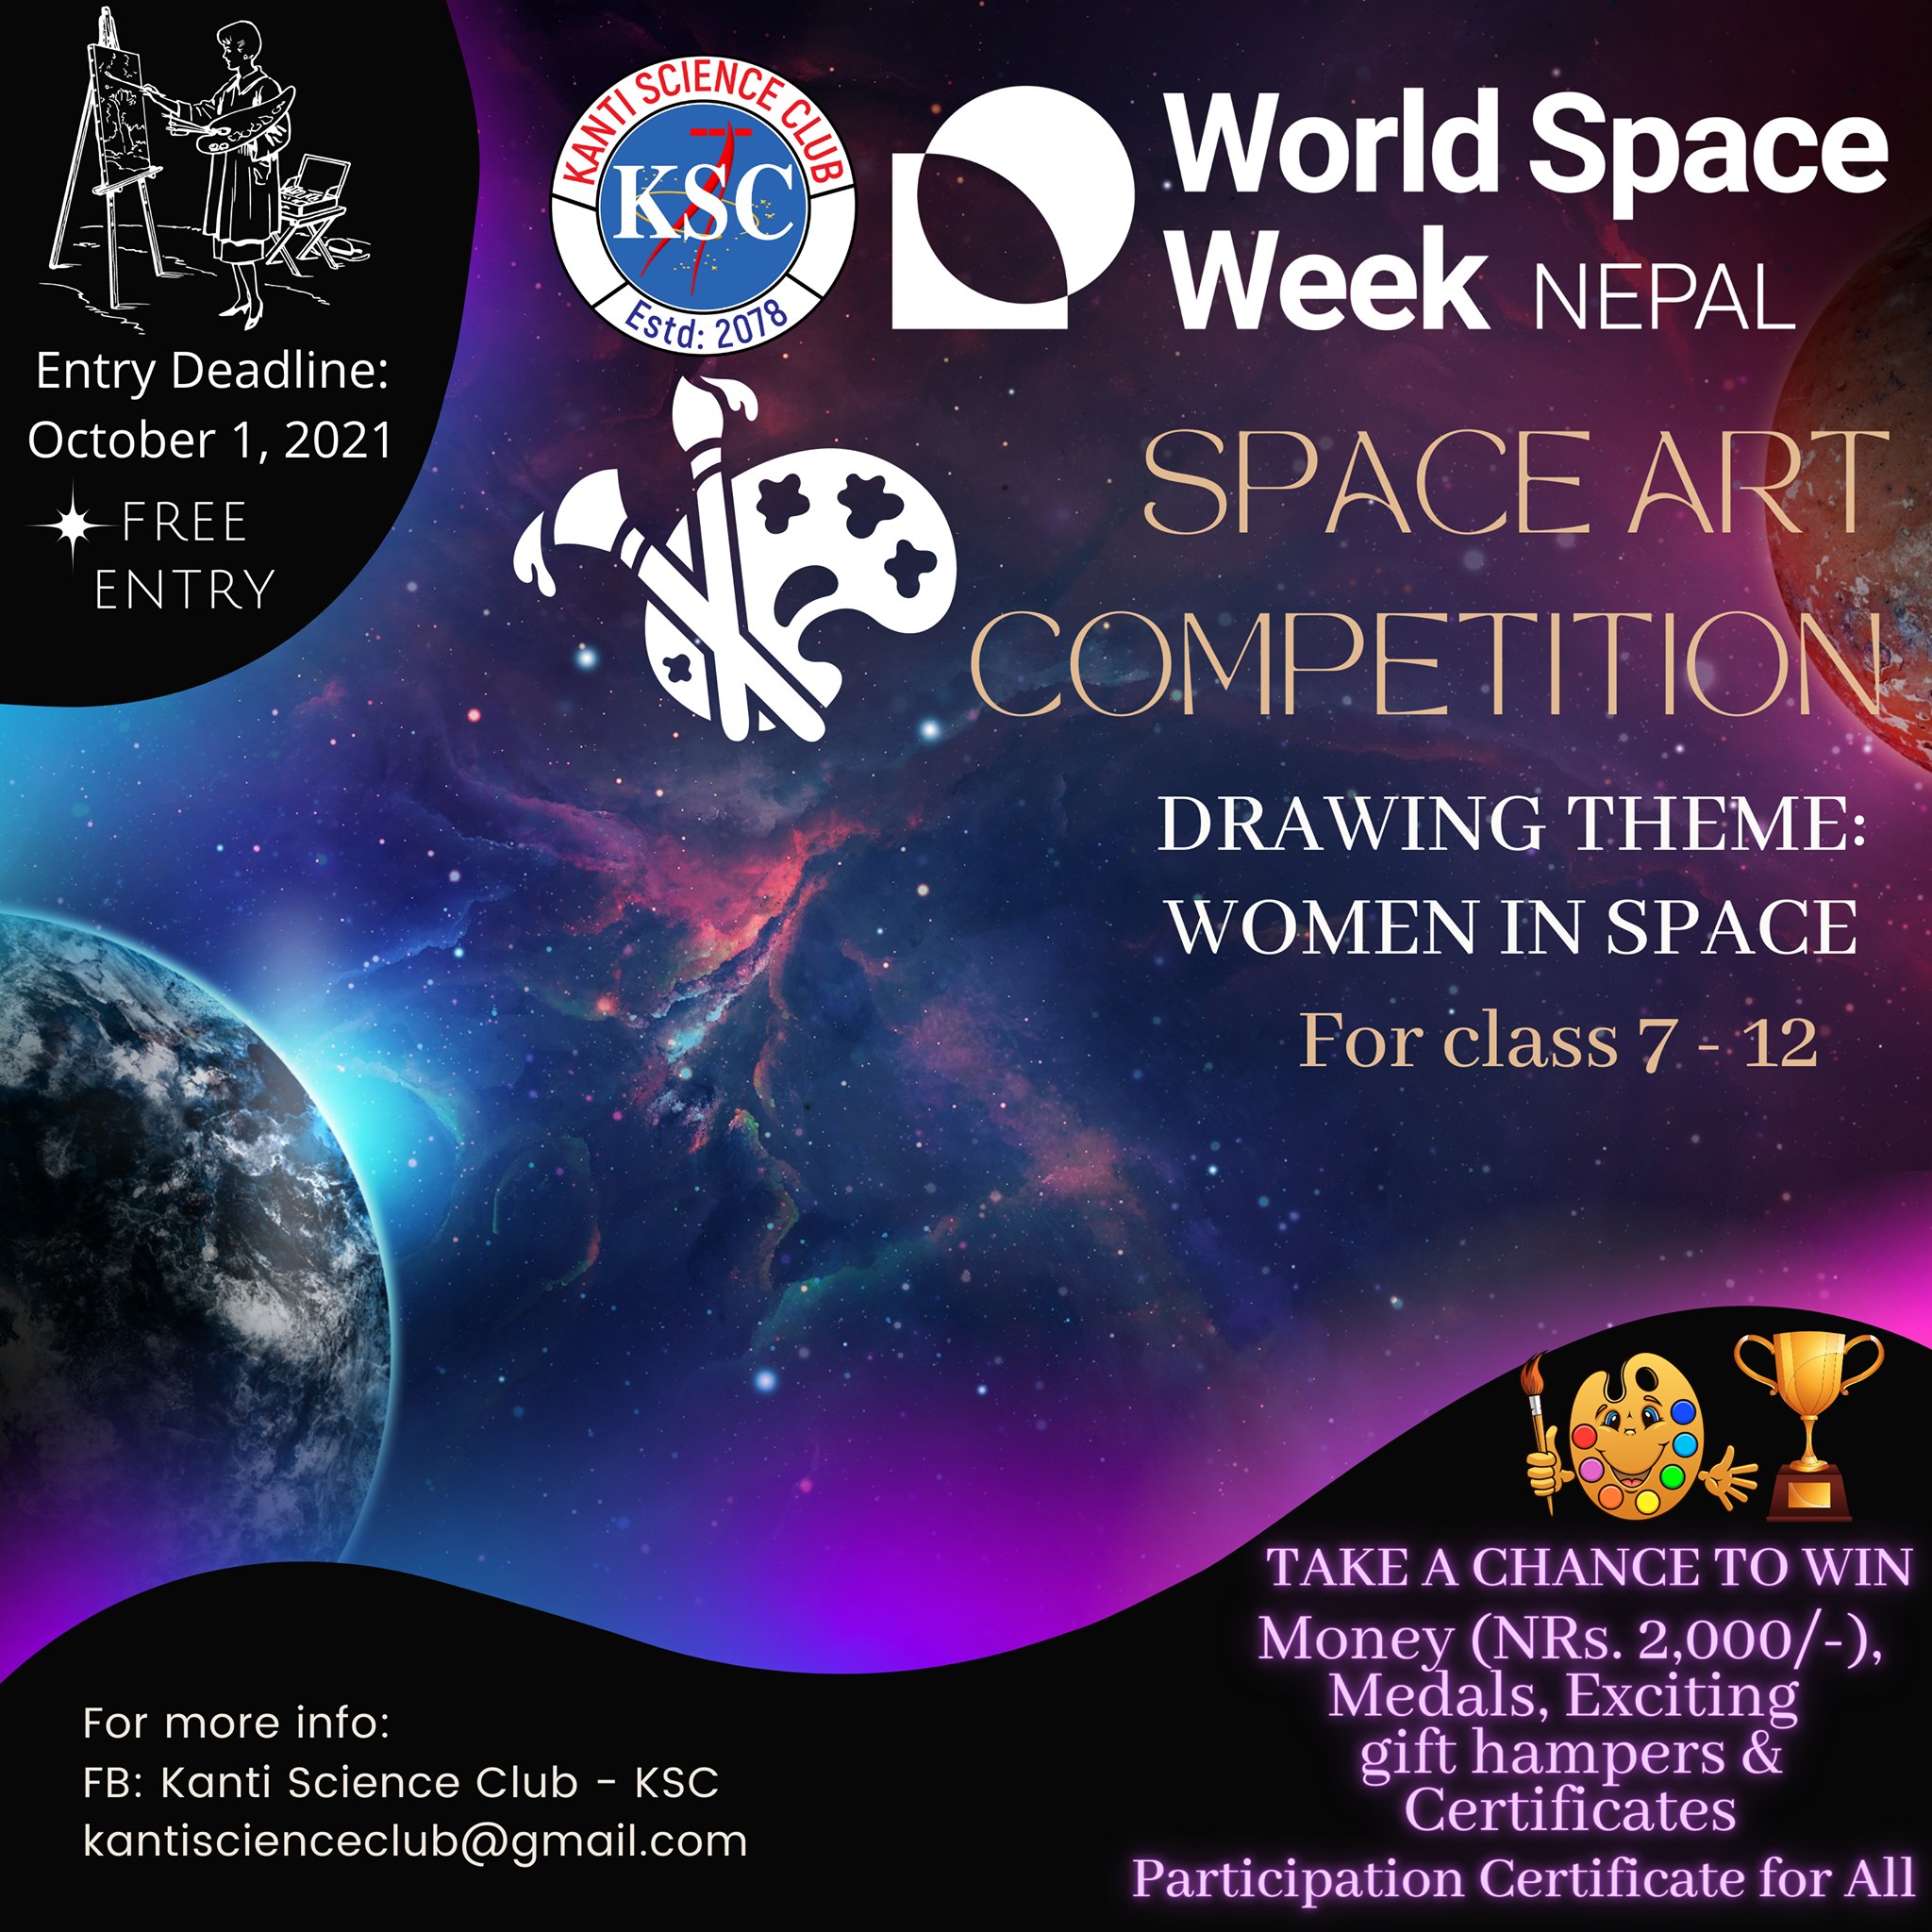 KANTI SCIENCE CLUB
KSC
Estd: 2078
World Space
Week NEPAL
Entry Deadline:
October 1, 2021
FREE
ENTRY
SPACE ART
COMPETITION
DRAWING THEME:
WOMEN IN SPACE
For class 7 - 12
TAKE A CHANCE TO WIN
Money (NRs. 2,000/-),
Medals, Exciting
gift hampers &
Certificates
Participation Certificate for All
For more info:
FB: Kanti Science Club - KSC
kantiscienceclub@gmail.com